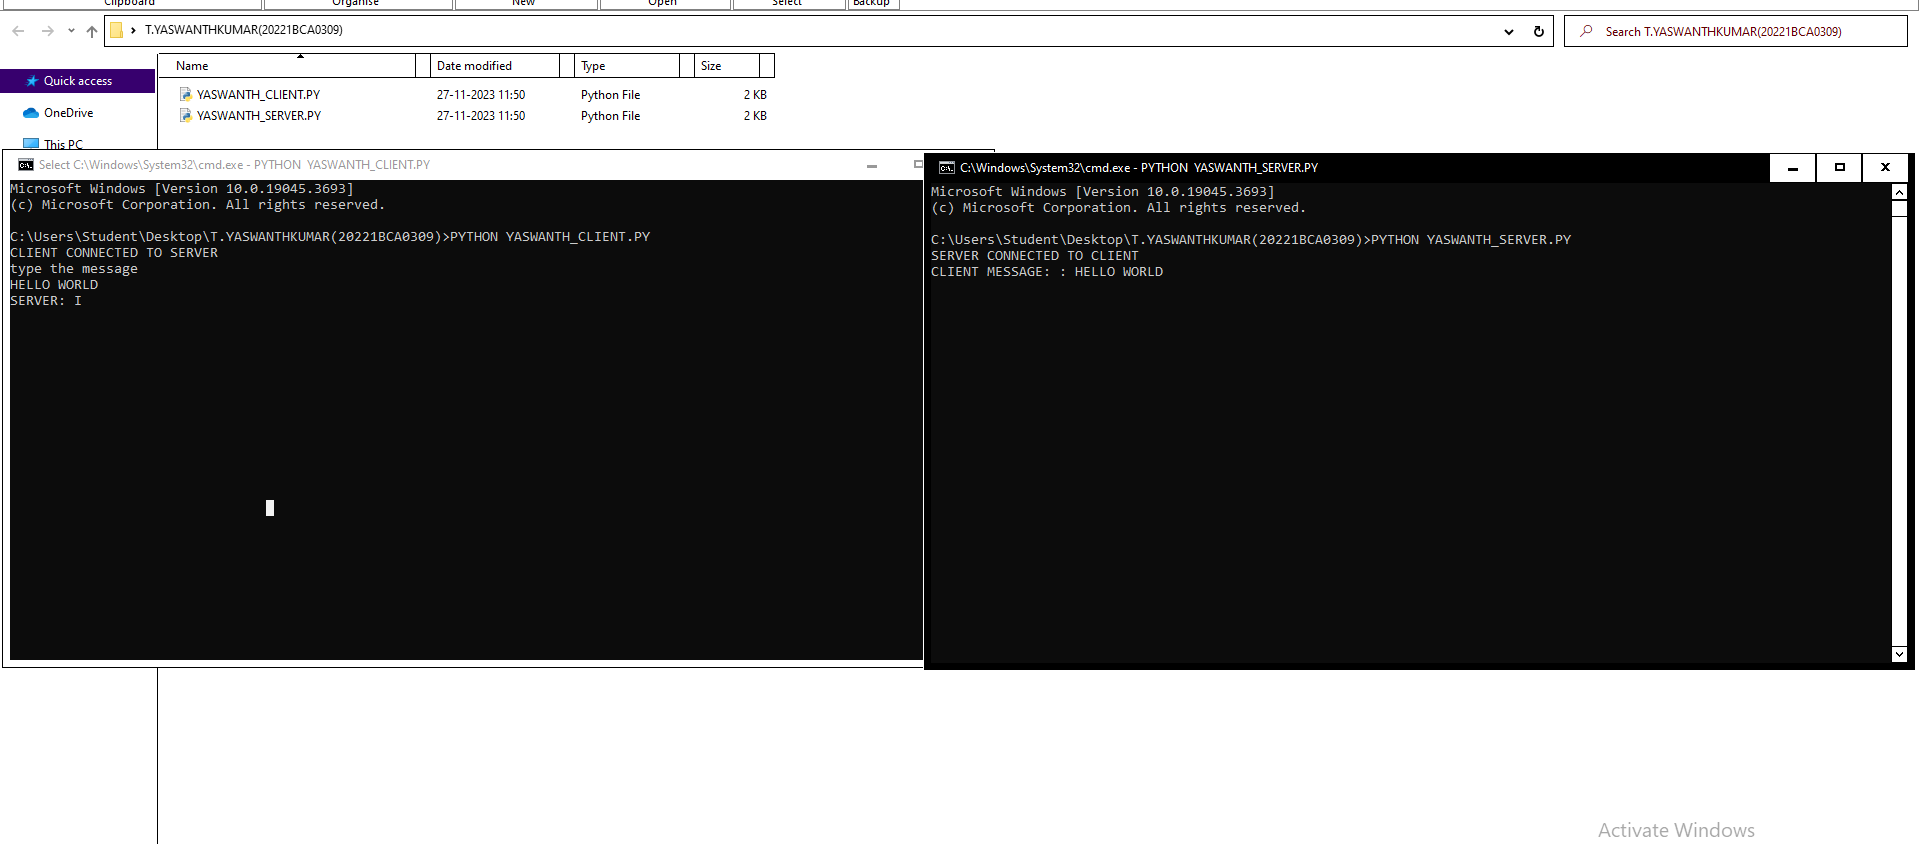 Clipboard Organise New Open Select Backup
T.YASWANTHKUMAR(20221BCA0309)
Search T.YASWANTHKUMAR(20221BCA0309)
Name Date modified Type Size
Quick access
YASWANTH_CLIENT.PY 27-11-2023 11:50 Python File 2 KB
OneDrive
YASWANTH_SERVER.PY 27-11-2023 11:50 Python File 2 KB
This PC
Select C:\Windows\System32\cmd.exe - PYTHON YASWANTH_CLIENT.PY
Microsoft Windows [Version 10.0.19045.3693]
(c) Microsoft Corporation. All rights reserved.
C:\Users\Student\Desktop\T.YASWANTHKUMAR(20221BCA0309)>PYTHON YASWANTH_CLIENT.PY
CLIENT CONNECTED TO SERVER
type the message
HELLO WORLD
SERVER: I
C:\Windows\System32\cmd.exe - PYTHON YASWANTH_SERVER.PY
Microsoft Windows [Version 10.0.19045.3693]
(c) Microsoft Corporation. All rights reserved.
C:\Users\Student\Desktop\T.YASWANTHKUMAR(20221BCA0309)>PYTHON YASWANTH_SERVER.PY
SERVER CONNECTED TO CLIENT
CLIENT MESSAGE: : HELLO WORLD
Activate Windows